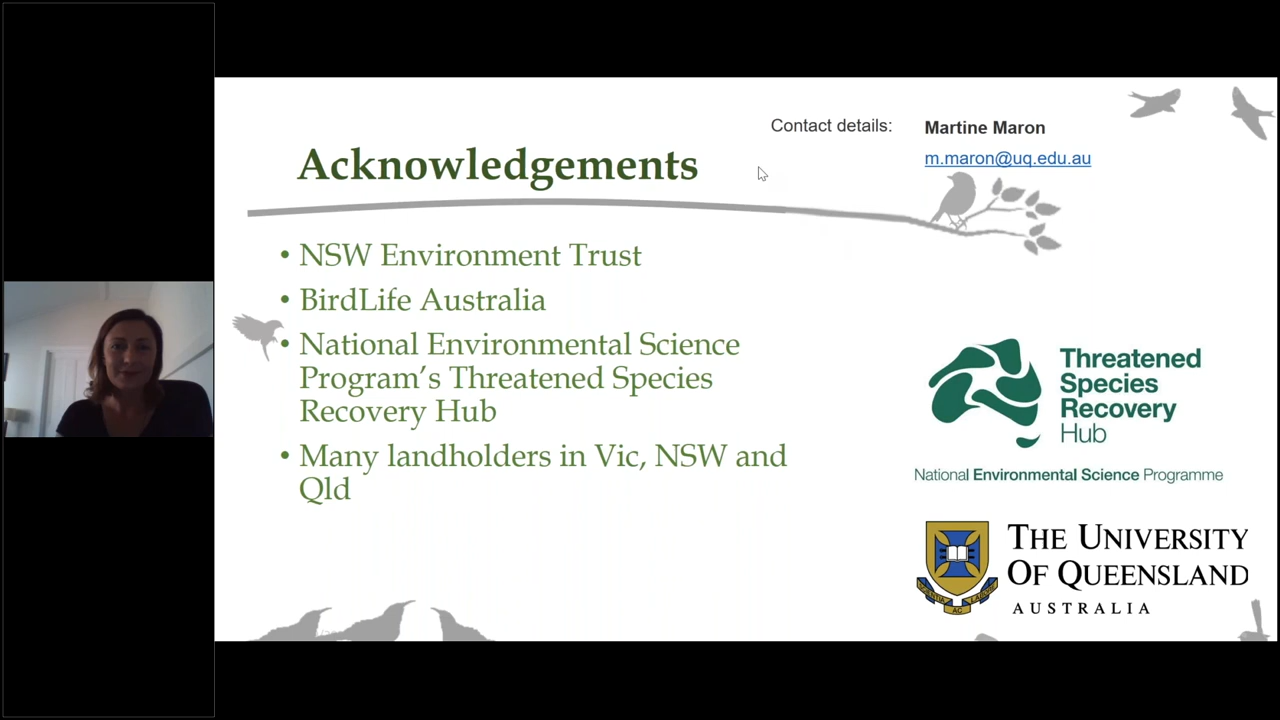 Contact details:
Martine Maron
m.maron@uq.edu.au
Acknowledgements
• NSW Environment Trust
• BirdLife Australia
• National Environmental Science
Program’s Threatened Species
Recovery Hub
• Many landholders in Vic, NSW and
Qld
Threatened
Species
Recovery
Hub
National Environmental Science Programme
THE UNIVERSITY
OF QUEENSLAND
AUSTRALIA